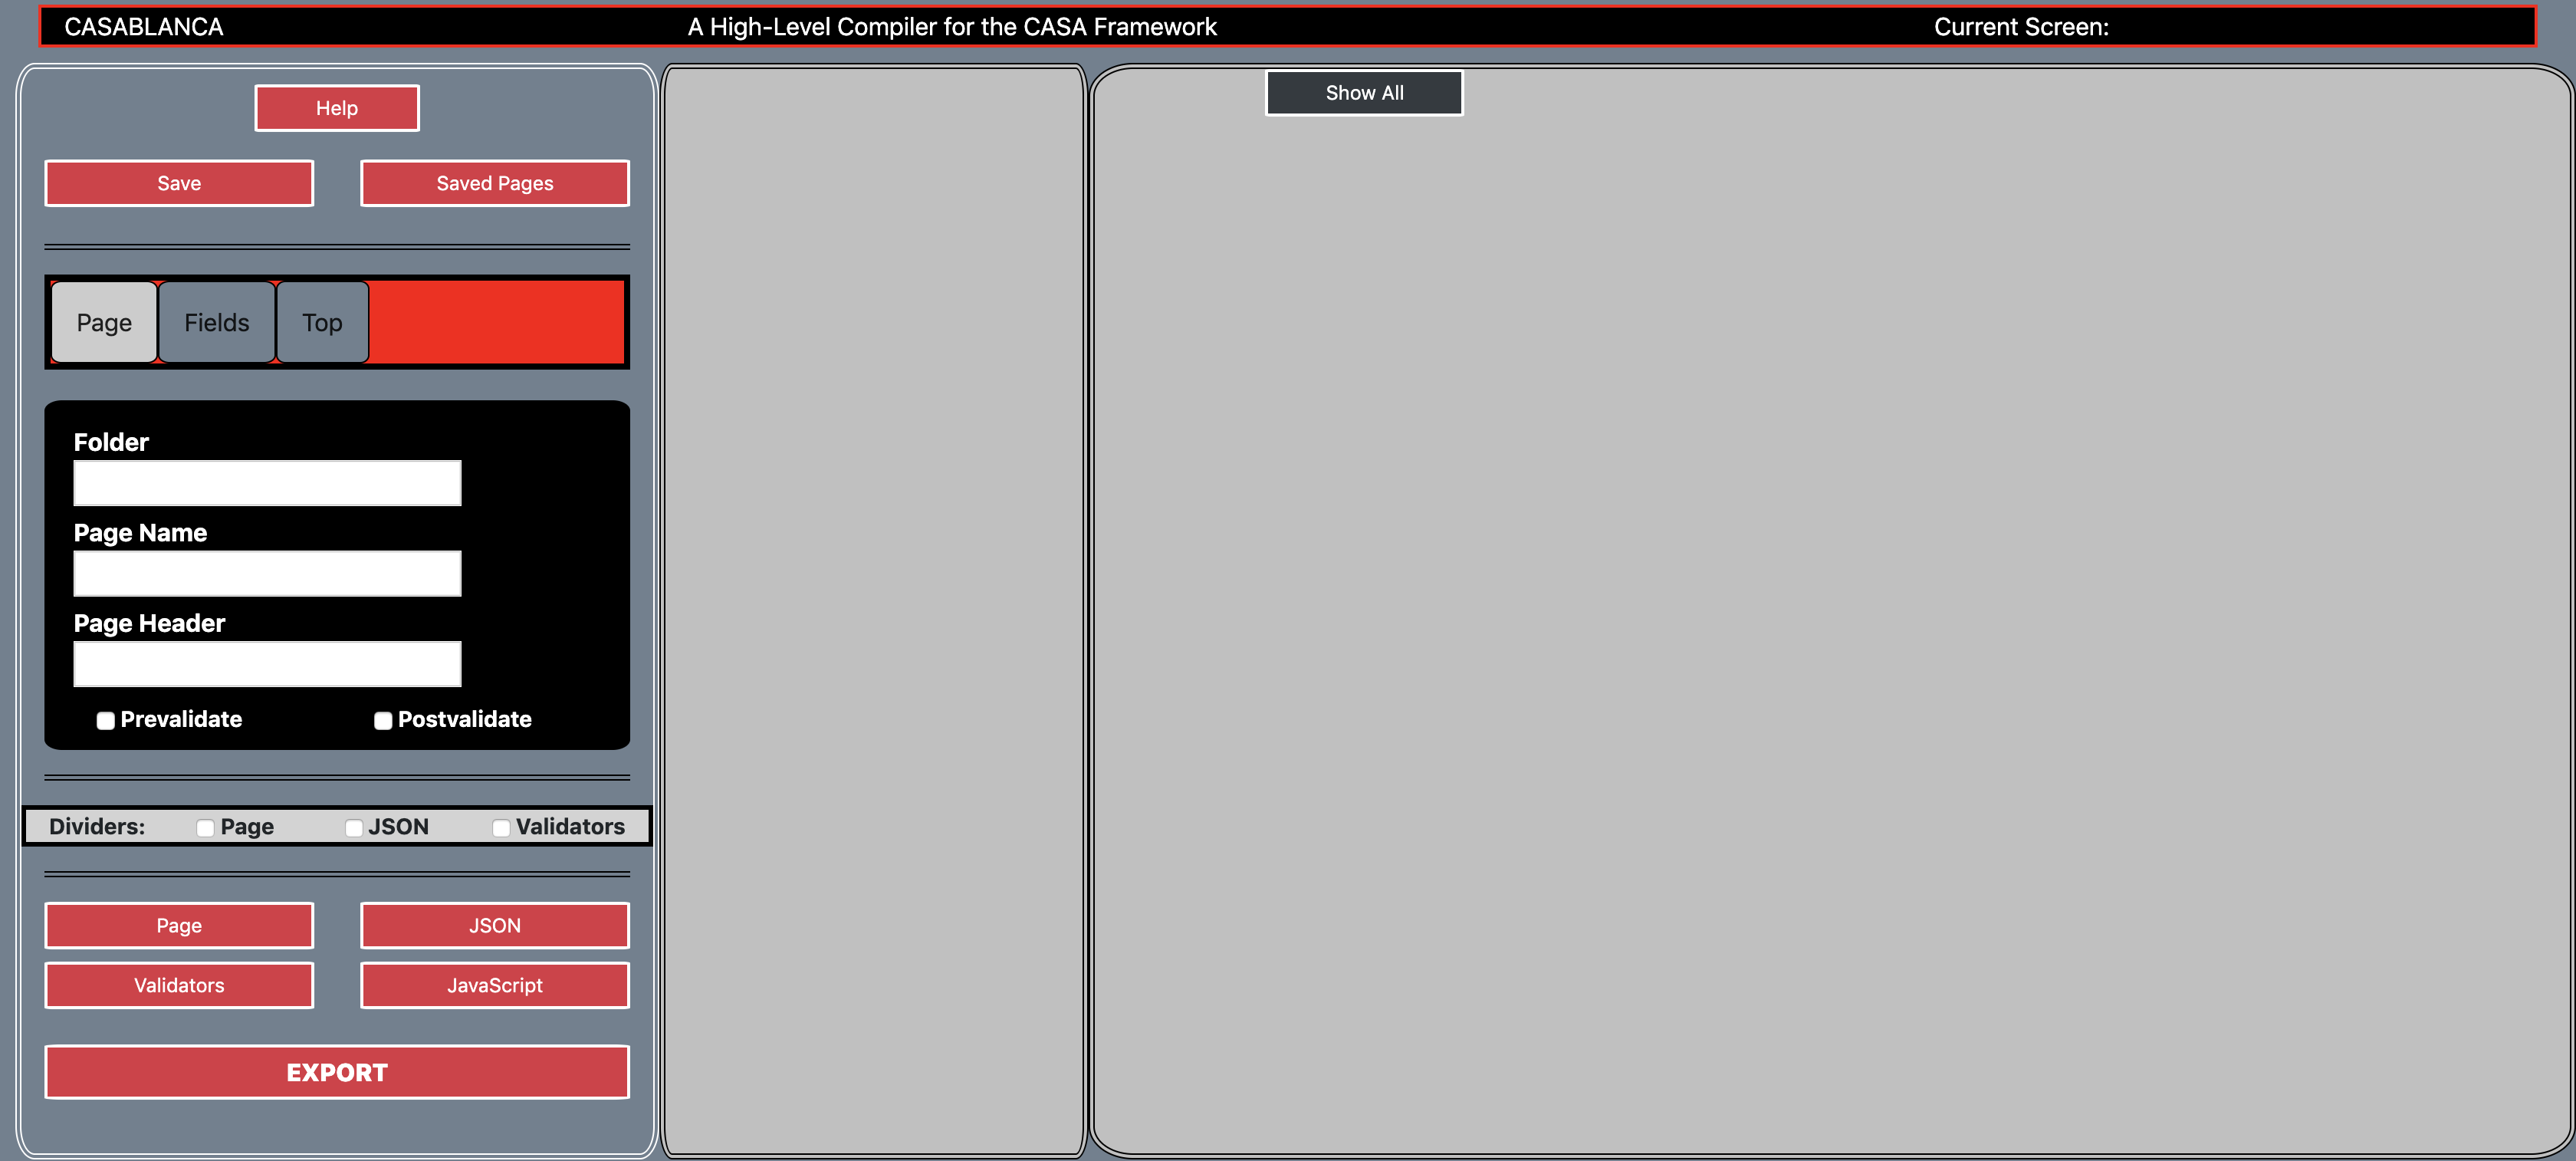 CASABLANCA
A High-Level Compiler for the CASA Framework
Current Screen:
Help
Save
Saved Pages
Page
Fields
Top
Folder
Page Name
Page Header
Prevalidate
Postvalidate
Dividers:
Page
JSON
Validators
Page
JSON
Validators
JavaScript
EXPORT
Show All